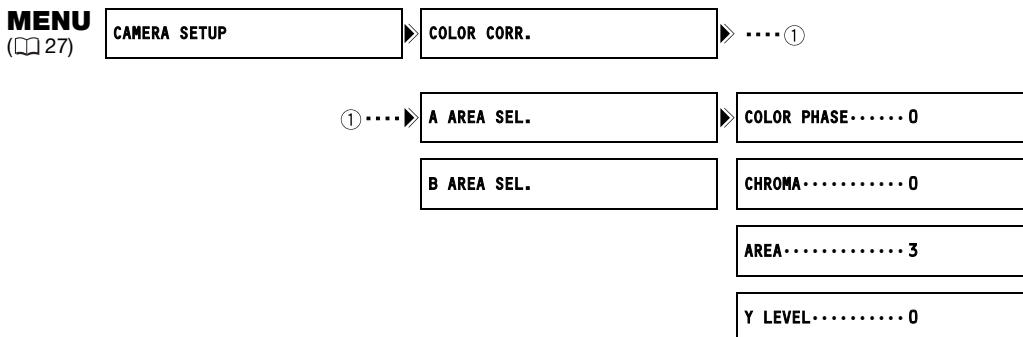 MENU CAMERA SETUP COLOR CORR. ····①
(27)
①···· A AREA SEL. COLOR PHASE······0
B AREA SEL. CHROMA···········0
AREA·············3
Y LEVEL··········0